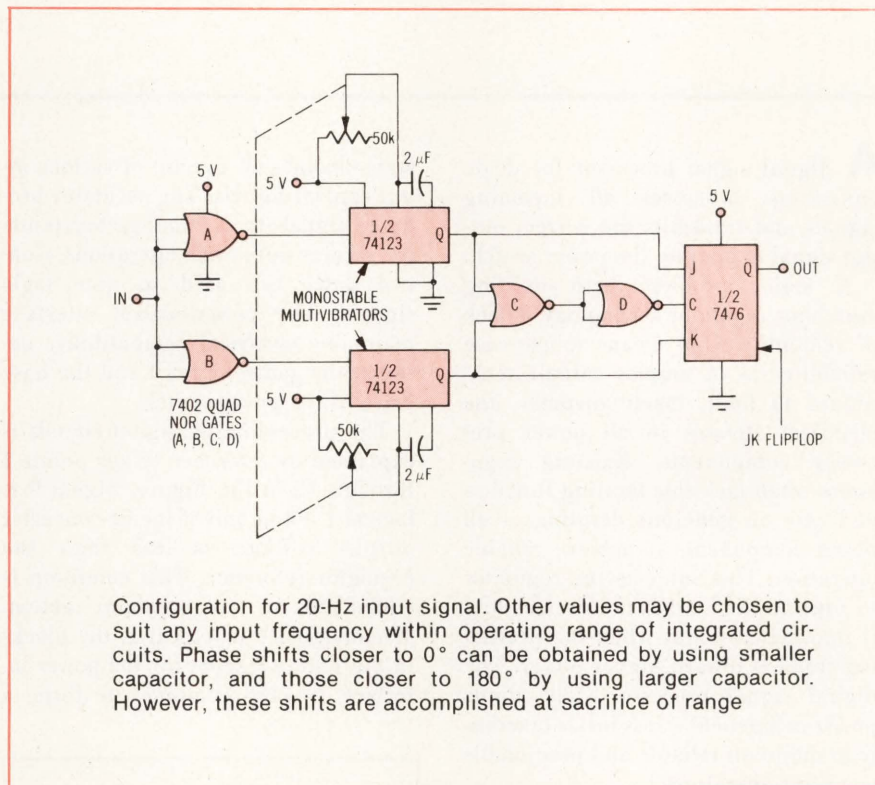 5 V
50k
2 μF
5 V
A
1/2
74123
Q
5 V
IN
MONOSTABLE
MULTIVIBRATORS
C
D
J
Q
OUT
1/2
C
7476
K
B
1/2
74123
Q
7402 QUAD
NOR GATES
(A, B, C, D)
5 V
50k
2 μF
JK FLIPFLOP
Configuration for 20-Hz input signal. Other values may be chosen to
suit any input frequency within operating range of integrated cir-
cuits. Phase shifts closer to 0° can be obtained by using smaller
capacitor, and those closer to 180° by using larger capacitor.
However, these shifts are accomplished at sacrifice of range